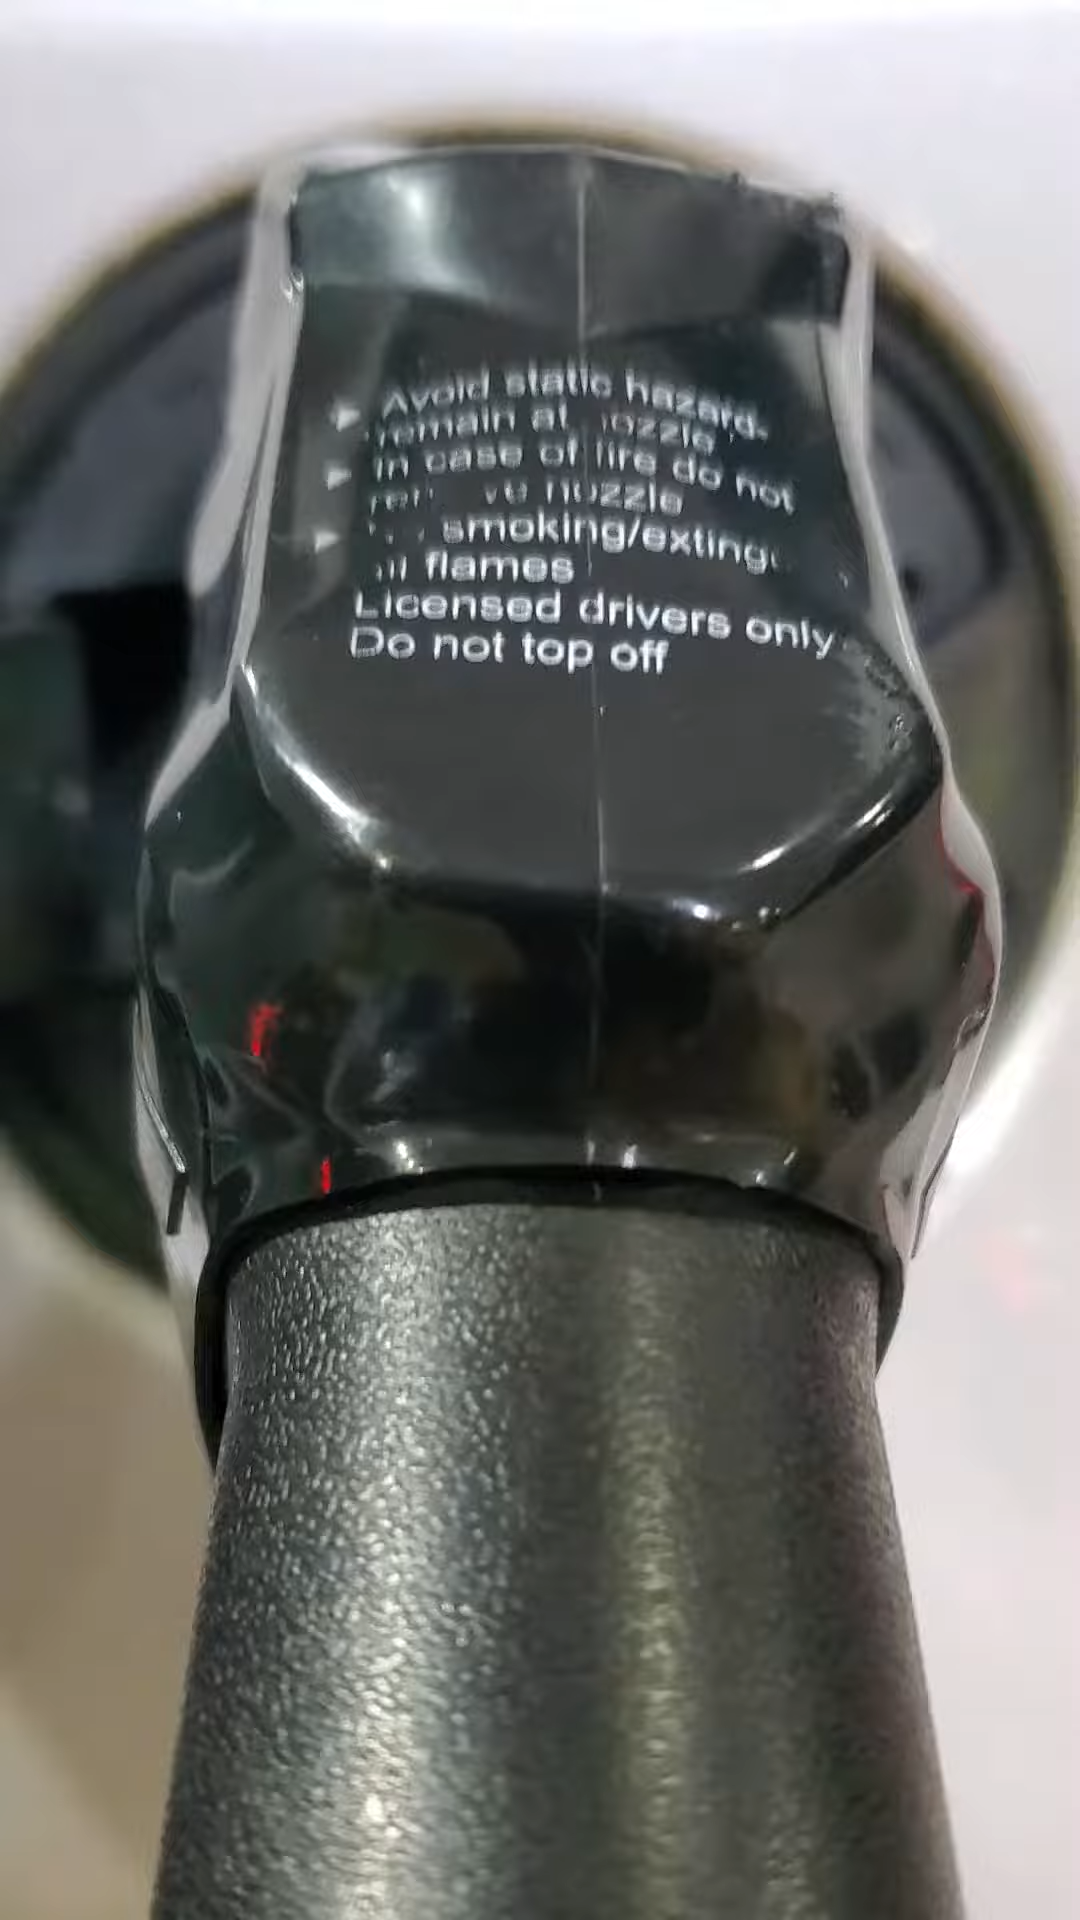 Avoid static hazard.
remain at nozzle
In case of fire do not
nozzle
smoking/exting
flames
Licensed drivers only
Do not top off